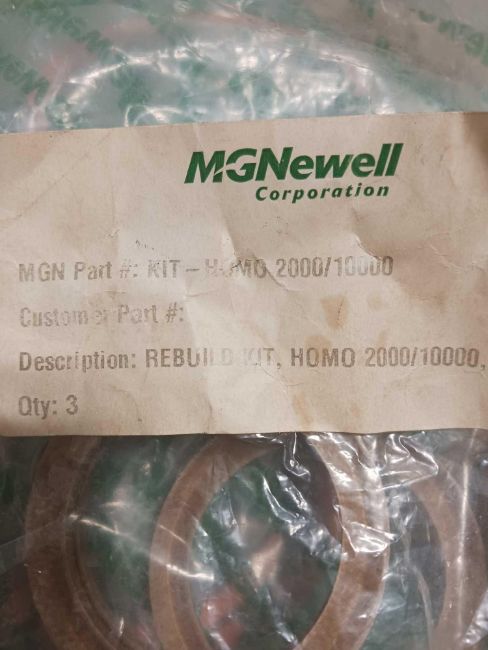 MGNewell
Corporation
MGN Part #: KIT-HOMO 2000/10000
Customer Part #:
Description: REBUILD KIT, HOMO 2000/10000,
Qty: 3